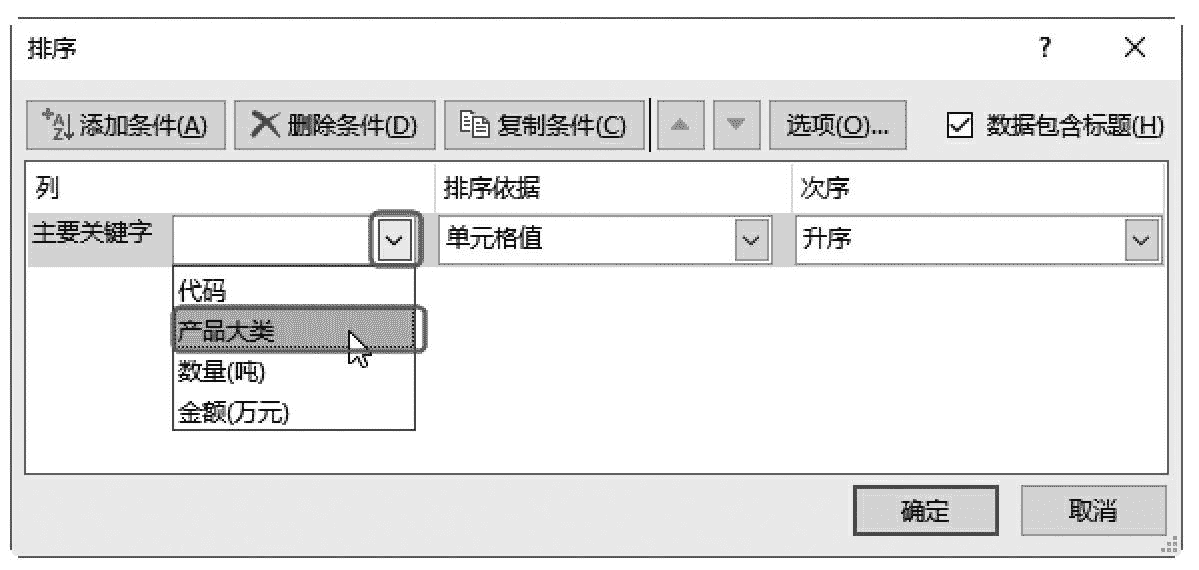 排序 ?
添加条件(A) 删除条件(D) 复制条件(C) 选项(O)... 数据包含标题(H)
列 排序依据 次序
主要关键字 单元格值 升序
代码
产品大类
数量(吨)
金额(万元)
确定 取消